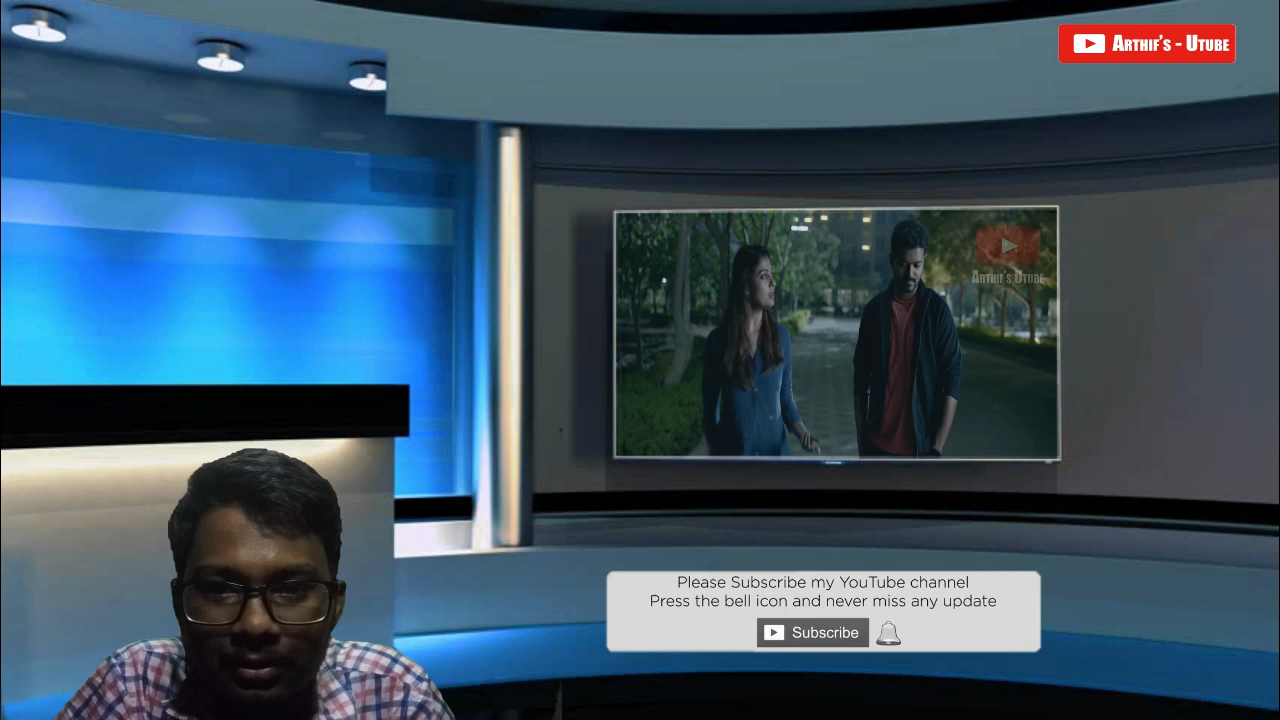 ARTHIF'S - UTUBE
ARTHIF'S UTUBE
Please Subscribe my YouTube channel
Press the bell icon and never miss any update
Subscribe